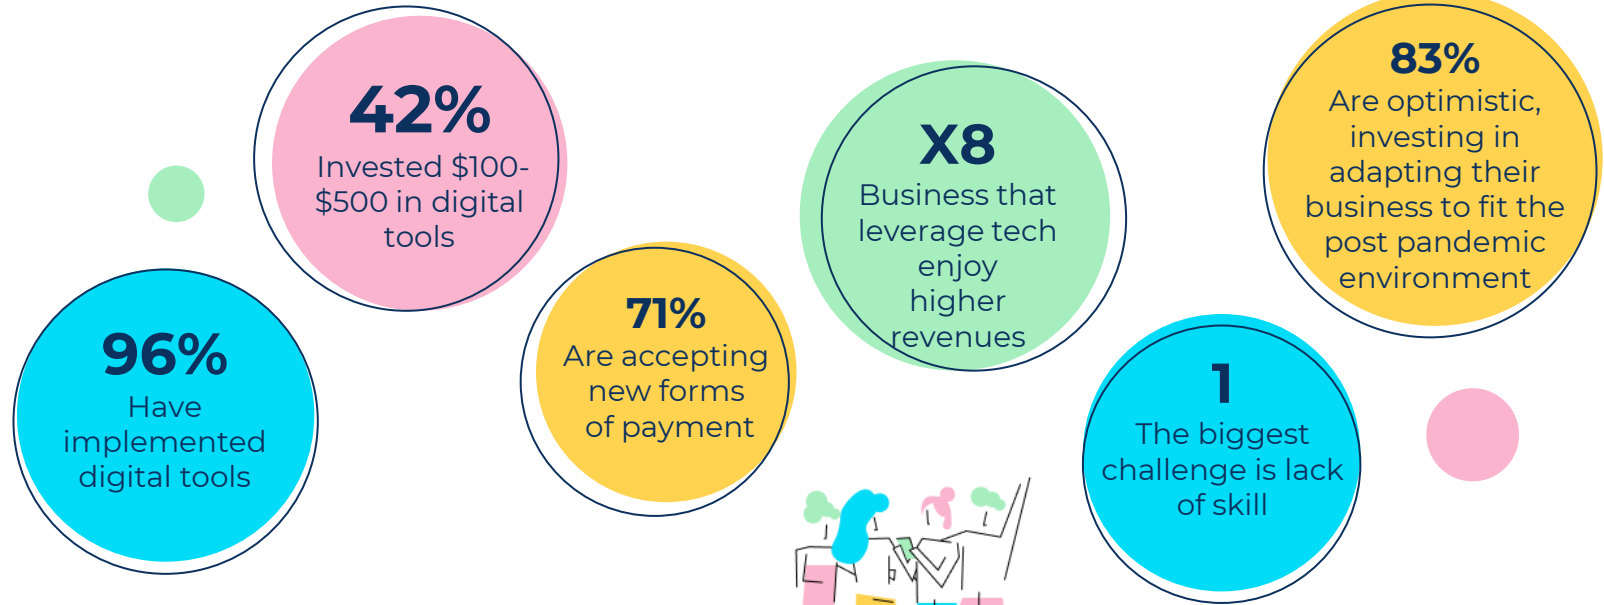 96%
Have
implemented
digital tools
42%
Invested $100-
$500 in digital
tools
71%
Are accepting
new forms
of payment
X8
Business that
leverage tech
enjoy
higher
revenues
1
The biggest
challenge is lack
of skill
83%
Are optimistic,
investing in
adapting their
business to fit the
post pandemic
environment